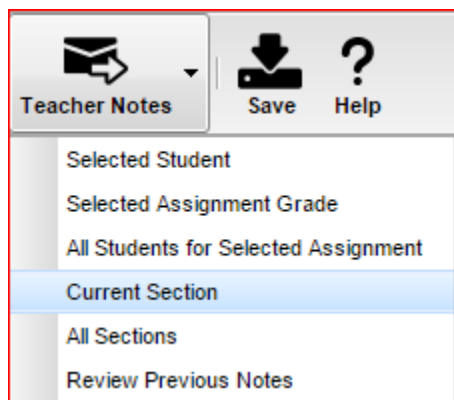 Teacher Notes Save Help
Selected Student
Selected Assignment Grade
All Students for Selected Assignment
Current Section
All Sections
Review Previous Notes